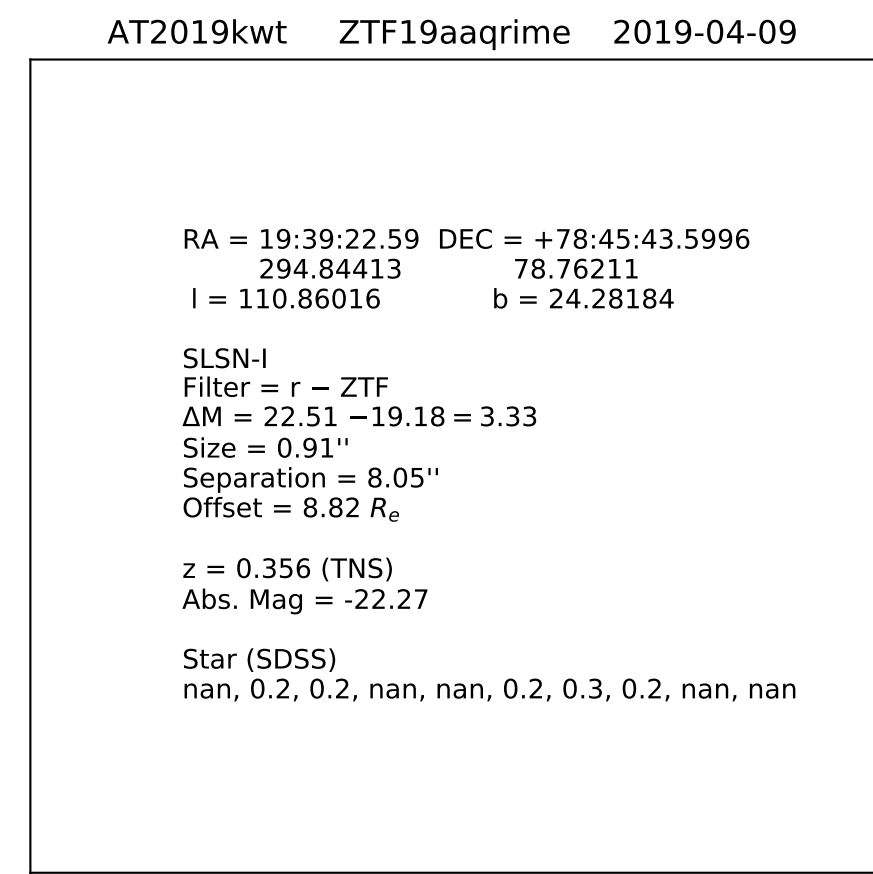 AT2019kwt ZTF19aaqrime 2019-04-09
RA = 19:39:22.59 DEC = +78:45:43.5996
294.84413 78.76211
l = 110.86016 b = 24.28184
SLSN-I
Filter = r − ZTF
ΔM = 22.51 −19.18 = 3.33
Size = 0.91''
Separation = 8.05''
Offset = 8.82 Rₑ
z = 0.356 (TNS)
Abs. Mag = -22.27
Star (SDSS)
nan, 0.2, 0.2, nan, nan, 0.2, 0.3, 0.2, nan, nan